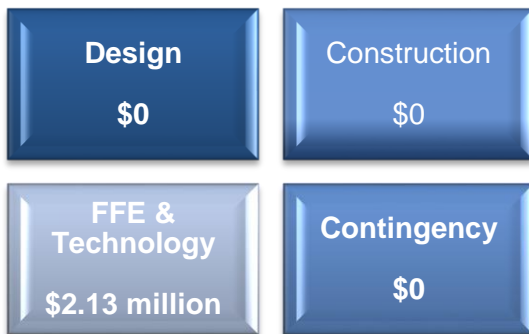 Design
$0
Construction
$0
FFE &
Technology
$2.13 million
Contingency
$0